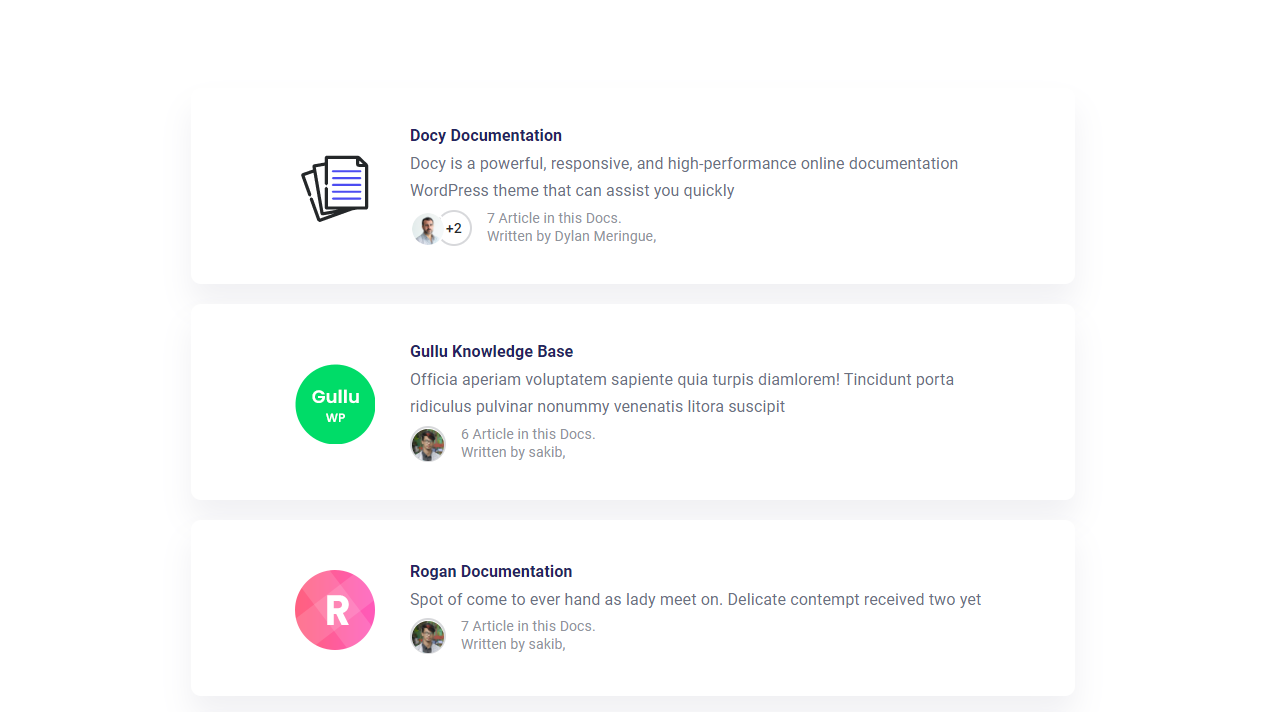 Docy Documentation
Docy is a powerful, responsive, and high-performance online documentation
WordPress theme that can assist you quickly
+2
7 Article in this Docs.
Written by Dylan Meringue,
Gullu
WP
Gullu Knowledge Base
Officia aperiam voluptatem sapiente quia turpis diamlorem! Tincidunt porta
ridiculus pulvinar nonummy venenatis litora suscipit
6 Article in this Docs.
Written by sakib,
R
Rogan Documentation
Spot of come to ever hand as lady meet on. Delicate contempt received two yet
7 Article in this Docs.
Written by sakib,